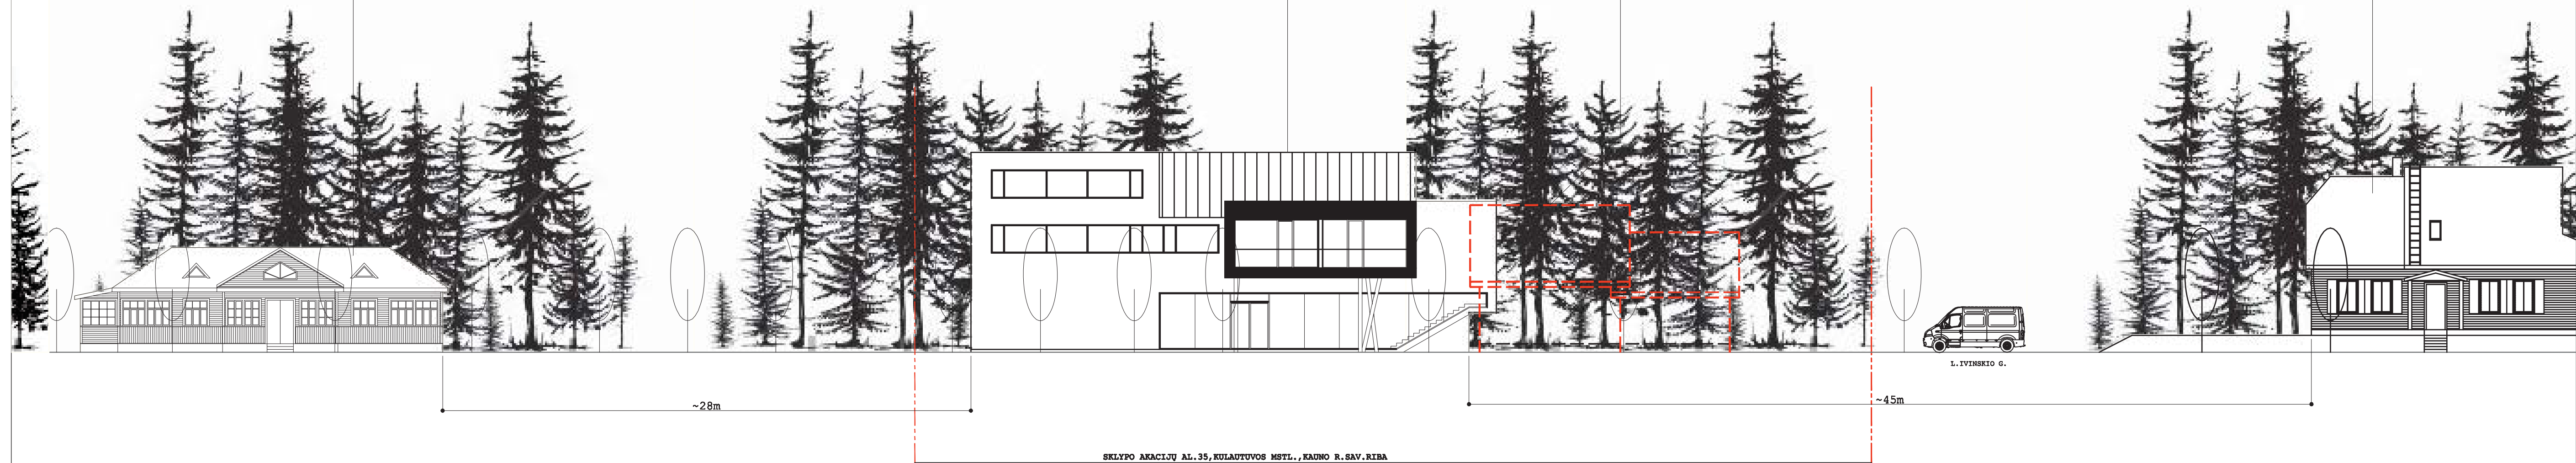 L.IVINSKIO G.
~45m
~28m
SKLYPO AKACIJŲ AL.35,KULAUTUVOS MSTL.,KAUNO R.SAV.RIBA